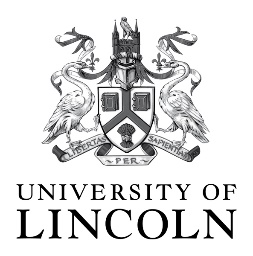 LIBERTAS
PER
SAPIENTIAM
UNIVERSITY OF
LINCOLN